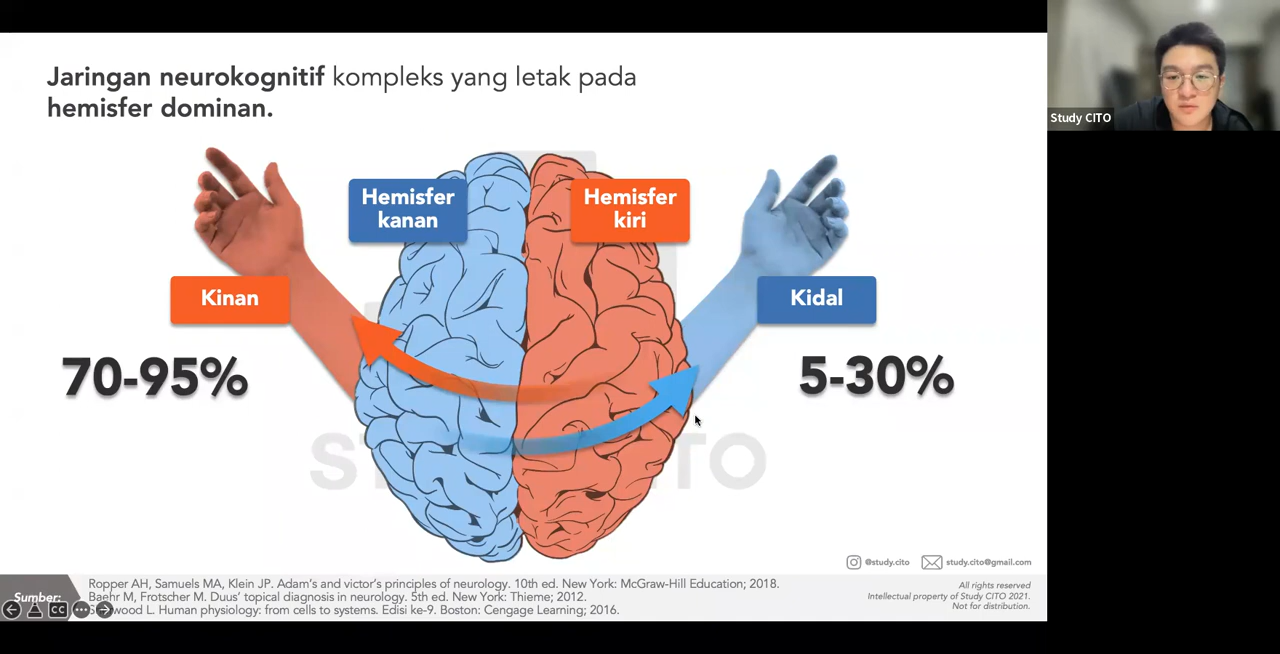 Jaringan neurokognitif kompleks yang letak pada
hemisfer dominan.
Study CITO
Hemisfer
kanan
Hemisfer
kiri
Kinan
Kidal
70-95%
5-30%
@study.cito
study.cito@gmail.com
Sumber:
Ropper AH, Samuels MA, Klein JP. Adam's and victor's principles of neurology. 10th ed. New York: McGraw-Hill Education; 2018.
Baehr M, Frotscher M. Duus' topical diagnosis in neurology. 5th ed. New York: Thieme; 2012.
L. Human physiology: from cells to systems. Edisi ke-9. Boston: Cengage Learning; 2016.
CC
All rights reserved
Intellectual property of Study CITO 2021.
Not for distribution.